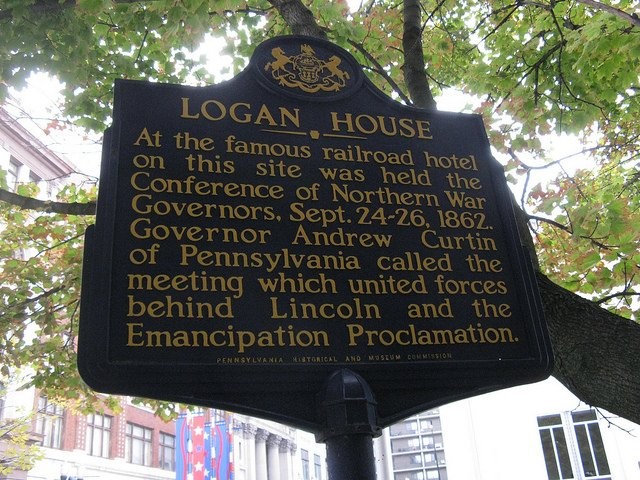 LOGAN HOUSE
At the famous railroad hotel
on this site was held the
Conference of Northern War
Governors, Sept. 24-26, 1862.
Governor Andrew Curtin
of Pennsylvania called the
meeting which united forces
behind Lincoln and the
Emancipation Proclamation.
PENNSYLVANIA HISTORICAL AND MUSEUM COMMISSION